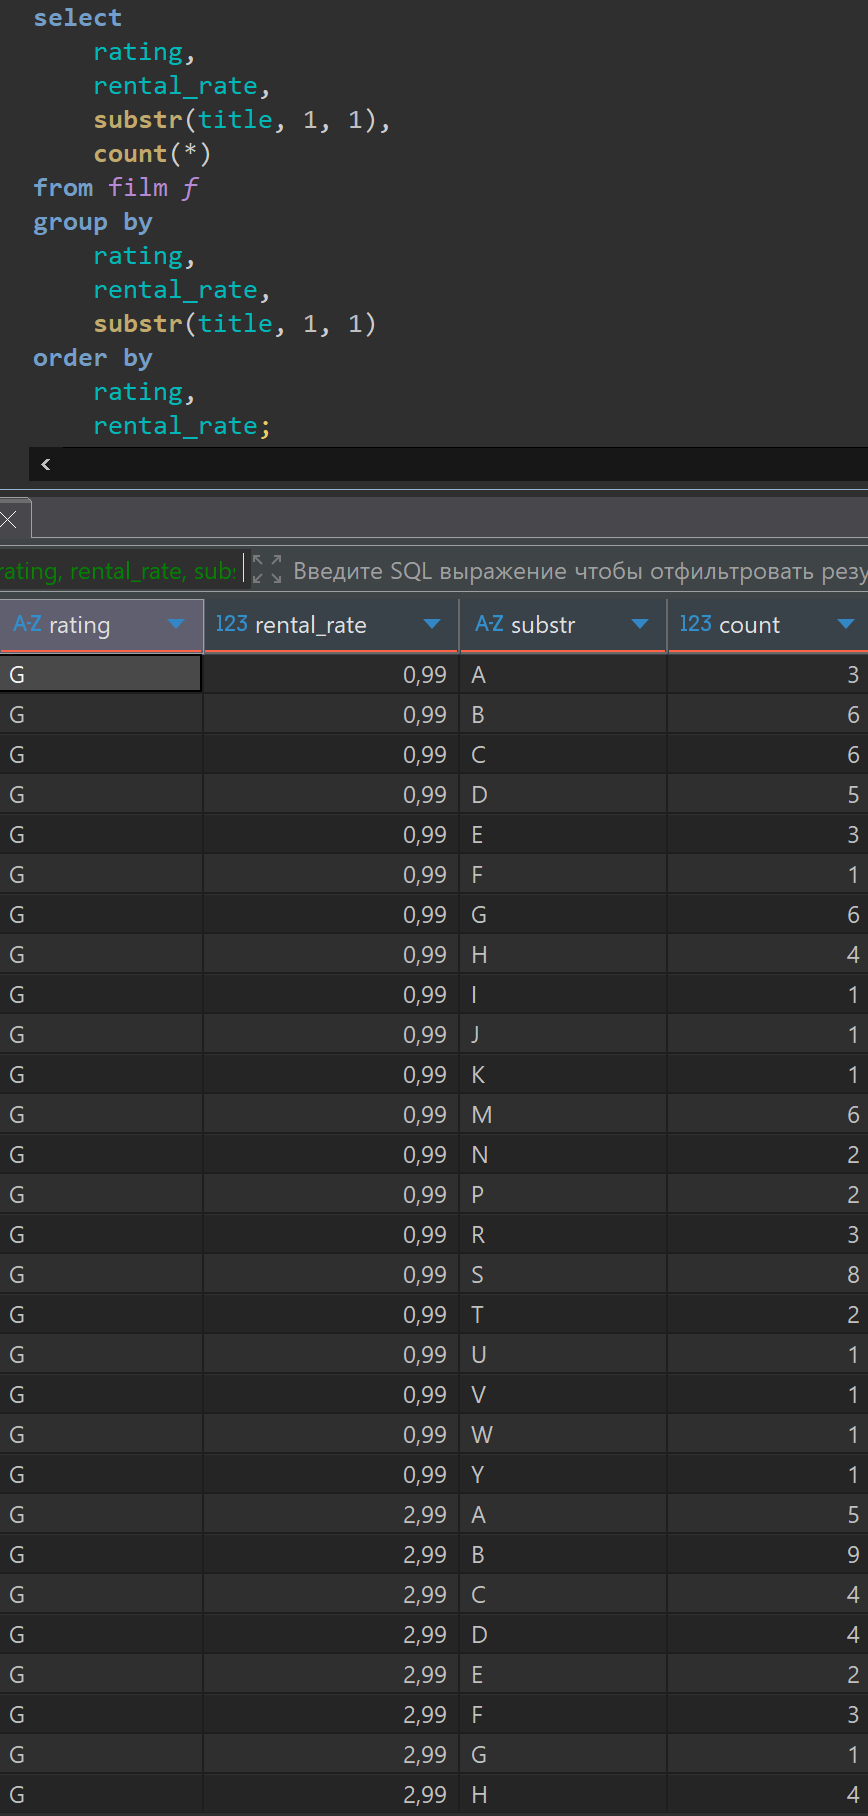 select
rating,
rental_rate,
substr(title, 1, 1),
count(*)
from film f
group by
rating,
rental_rate,
substr(title, 1, 1)
order by
rating,
rental_rate;
<
rating, rental_rate, subs Введите SQL выражение чтобы отфильтровать резу
A-Z rating 123 rental_rate A-Z substr 123 count
G 0,99 A 3
G 0,99 B 6
G 0,99 C 6
G 0,99 D 5
G 0,99 E 3
G 0,99 F 1
G 0,99 G 6
G 0,99 H 4
G 0,99 I 1
G 0,99 J 1
G 0,99 K 1
G 0,99 M 6
G 0,99 N 2
G 0,99 P 2
G 0,99 R 3
G 0,99 S 8
G 0,99 T 2
G 0,99 U 1
G 0,99 V 1
G 0,99 W 1
G 0,99 Y 1
G 2,99 A 5
G 2,99 B 9
G 2,99 C 4
G 2,99 D 4
G 2,99 E 2
G 2,99 F 3
G 2,99 G 1
G 2,99 H 4